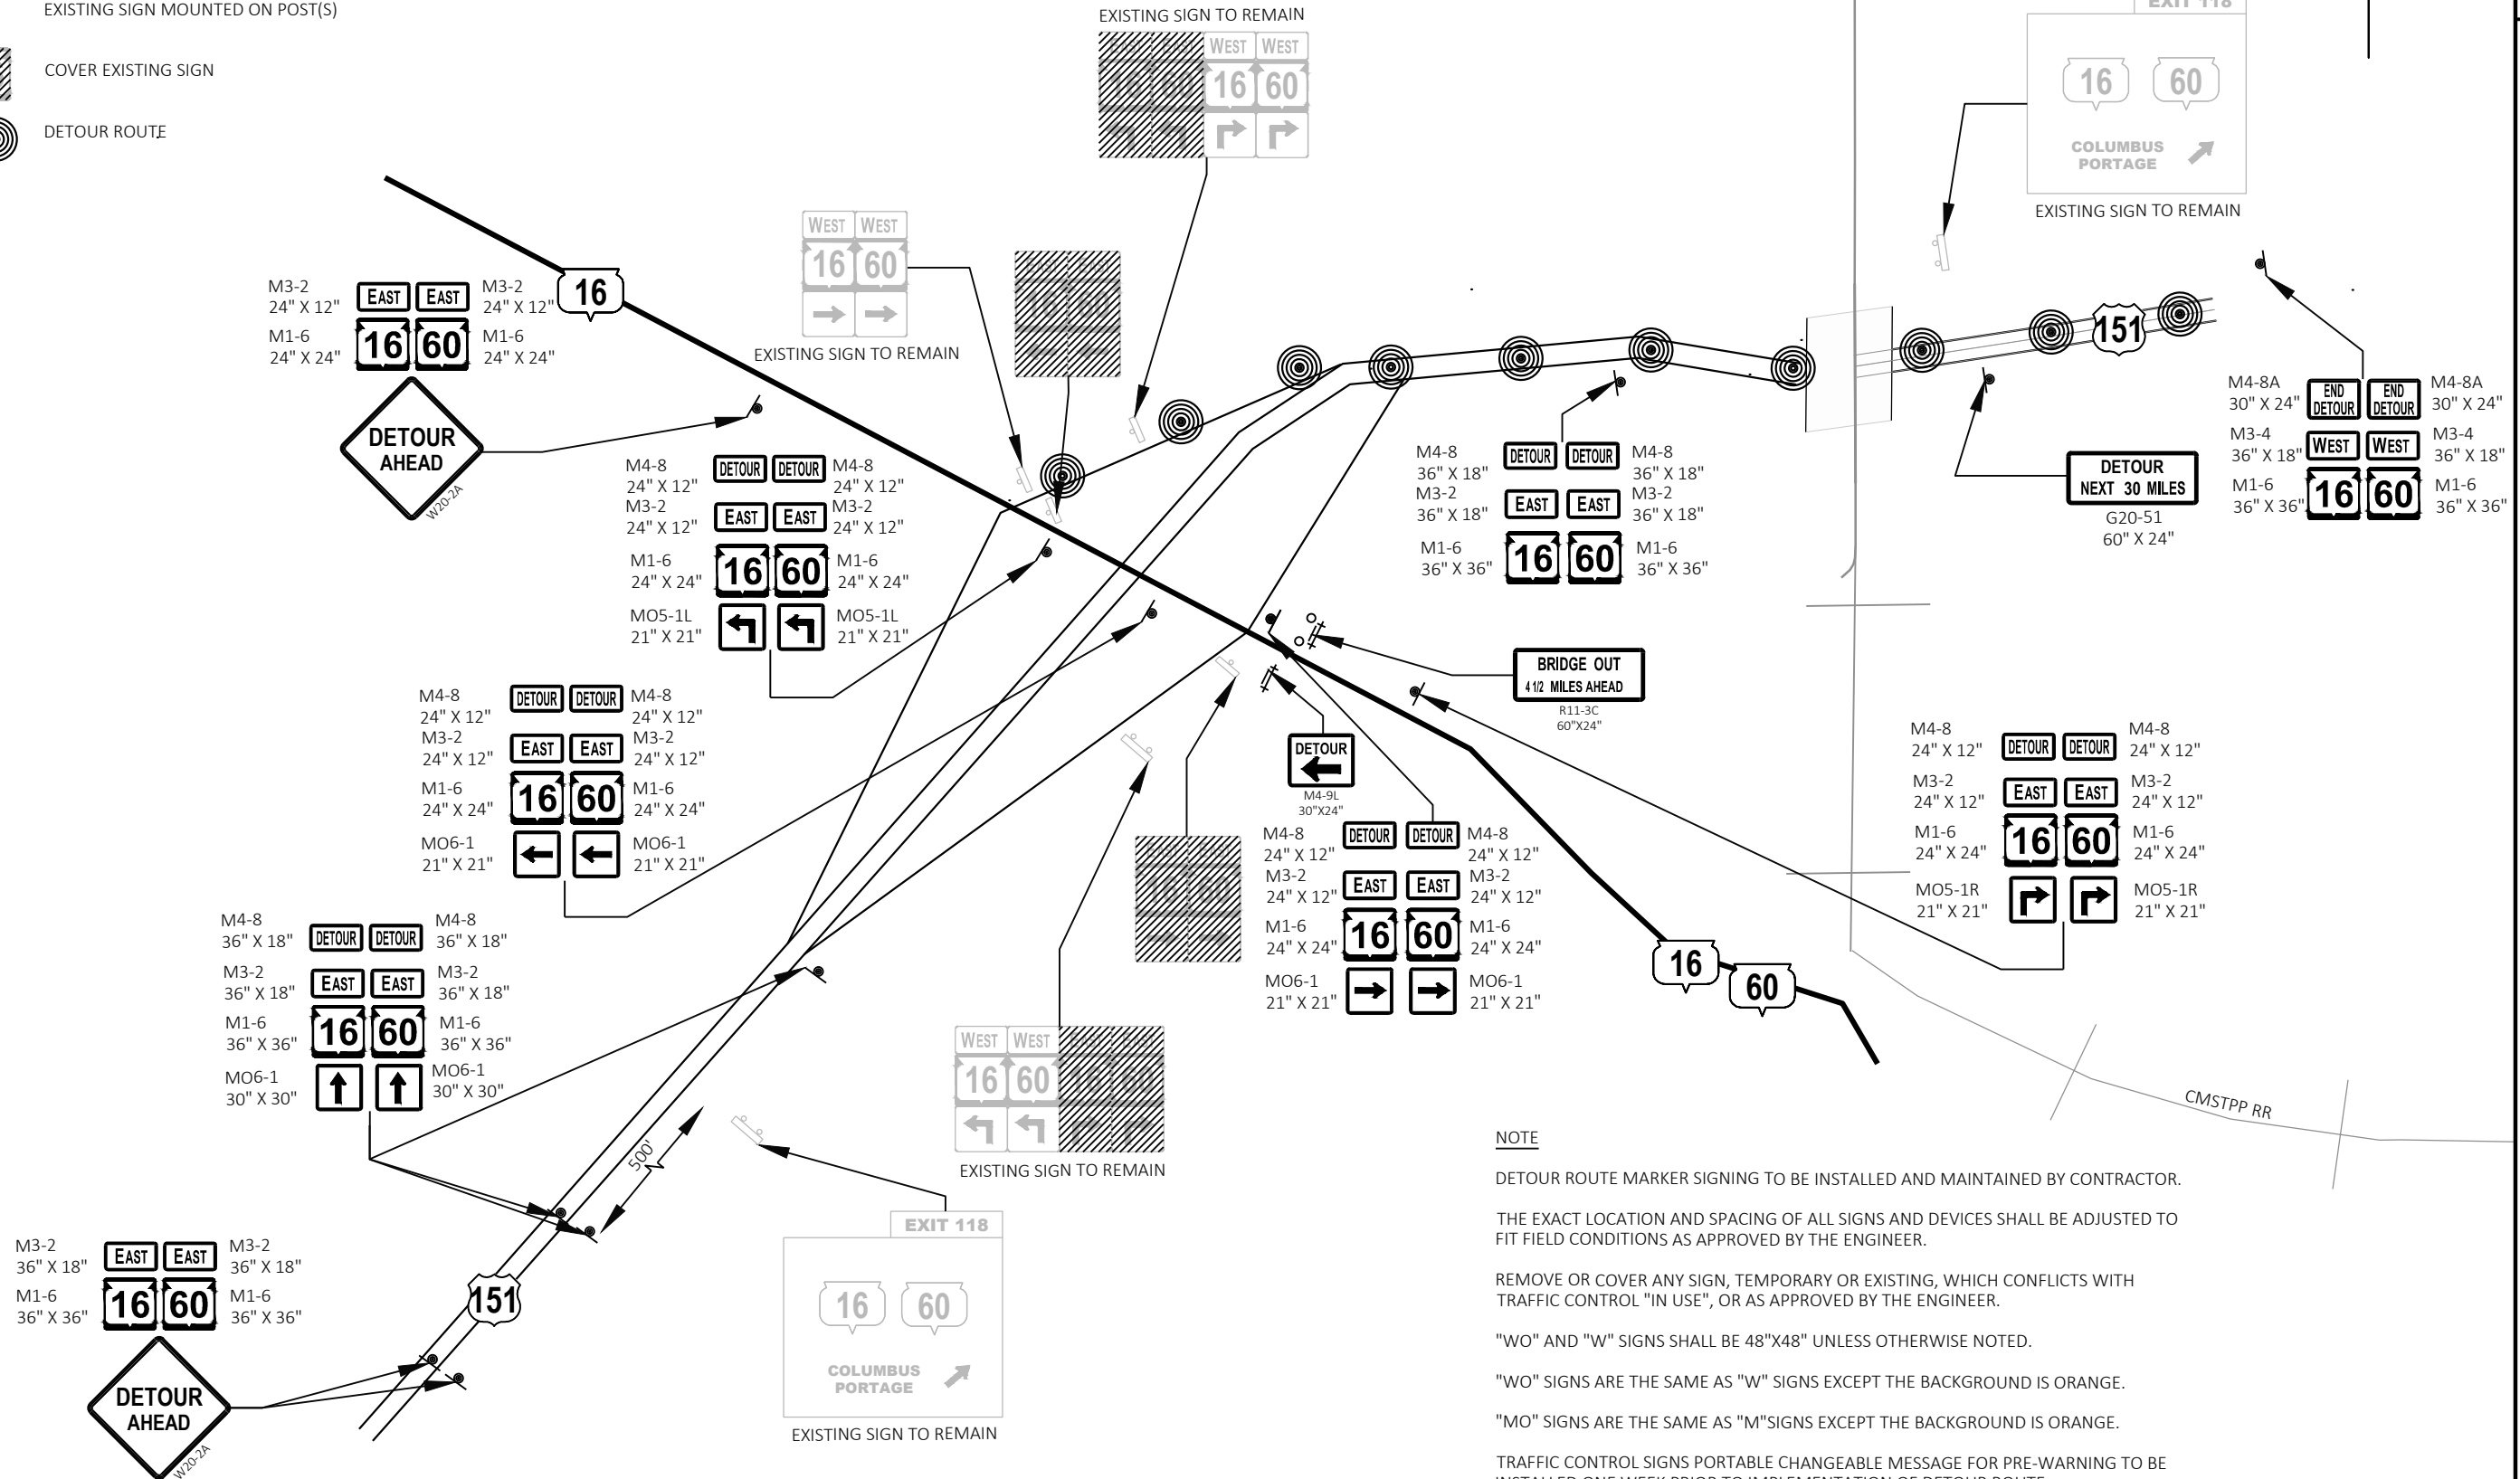 EXISTING SIGN MOUNTED ON POST(S)
COVER EXISTING SIGN
DETOUR ROUTE
EXISTING SIGN TO REMAIN
WEST WEST
16 60
EXIT 118
16 60
COLUMBUS
PORTAGE
EXISTING SIGN TO REMAIN
WEST WEST
16 60
EXISTING SIGN TO REMAIN
16
M3-2 EAST EAST M3-2
24" X 12" 24" X 12"
M1-6 16 60 M1-6
24" X 24" 24" X 24"
DETOUR
AHEAD
W20-2A
151
M4-8A END DETOUR END DETOUR M4-8A
30" X 24" 30" X 24"
M3-4 WEST WEST M3-4
36" X 18" 36" X 18"
M1-6 16 60 M1-6
36" X 36" 36" X 36"
DETOUR
NEXT 30 MILES
G20-51
60" X 24"
M4-8 DETOUR DETOUR M4-8
24" X 12" 24" X 12"
M3-2 EAST EAST M3-2
24" X 12" 24" X 12"
M1-6 16 60 M1-6
24" X 24" 24" X 24"
MO5-1L MO5-1L
21" X 21" 21" X 21"
M4-8 DETOUR DETOUR M4-8
36" X 18" 36" X 18"
M3-2 EAST EAST M3-2
36" X 18" 36" X 18"
M1-6 16 60 M1-6
36" X 36" 36" X 36"
BRIDGE OUT
4 1/2 MILES AHEAD
R11-3C
60"X24"
M4-8 DETOUR DETOUR M4-8
24" X 12" 24" X 12"
M3-2 EAST EAST M3-2
24" X 12" 24" X 12"
M1-6 16 60 M1-6
24" X 24" 24" X 24"
MO6-1 MO6-1
21" X 21" 21" X 21"
DETOUR
M4-9L
30"X24"
M4-8 DETOUR DETOUR M4-8
24" X 12" 24" X 12"
M3-2 EAST EAST M3-2
24" X 12" 24" X 12"
M1-6 16 60 M1-6
24" X 24" 24" X 24"
MO6-1 MO6-1
21" X 21" 21" X 21"
M4-8 DETOUR DETOUR M4-8
24" X 12" 24" X 12"
M3-2 EAST EAST M3-2
24" X 12" 24" X 12"
M1-6 16 60 M1-6
24" X 24" 24" X 24"
MO5-1R MO5-1R
21" X 21" 21" X 21"
16
60
M4-8 DETOUR DETOUR M4-8
36" X 18" 36" X 18"
M3-2 EAST EAST M3-2
36" X 18" 36" X 18"
M1-6 16 60 M1-6
36" X 36" 36" X 36"
MO6-1 MO6-1
30" X 30" 30" X 30"
WEST WEST
16 60
EXISTING SIGN TO REMAIN
500'
CMSTPP RR
EXIT 118
16 60
COLUMBUS
PORTAGE
EXISTING SIGN TO REMAIN
151
M3-2 EAST EAST M3-2
36" X 18" 36" X 18"
M1-6 16 60 M1-6
36" X 36" 36" X 36"
DETOUR
AHEAD
W20-2A
NOTE
DETOUR ROUTE MARKER SIGNING TO BE INSTALLED AND MAINTAINED BY CONTRACTOR.
THE EXACT LOCATION AND SPACING OF ALL SIGNS AND DEVICES SHALL BE ADJUSTED TO
FIT FIELD CONDITIONS AS APPROVED BY THE ENGINEER.
REMOVE OR COVER ANY SIGN, TEMPORARY OR EXISTING, WHICH CONFLICTS WITH
TRAFFIC CONTROL "IN USE", OR AS APPROVED BY THE ENGINEER.
"WO" AND "W" SIGNS SHALL BE 48"X48" UNLESS OTHERWISE NOTED.
"WO" SIGNS ARE THE SAME AS "W" SIGNS EXCEPT THE BACKGROUND IS ORANGE.
"MO" SIGNS ARE THE SAME AS "M"SIGNS EXCEPT THE BACKGROUND IS ORANGE.
TRAFFIC CONTROL SIGNS PORTABLE CHANGEABLE MESSAGE FOR PRE-WARNING TO BE
INSTALLED ONE WEEK PRIOR TO IMPLEMENTATION OF DETOUR ROUTE